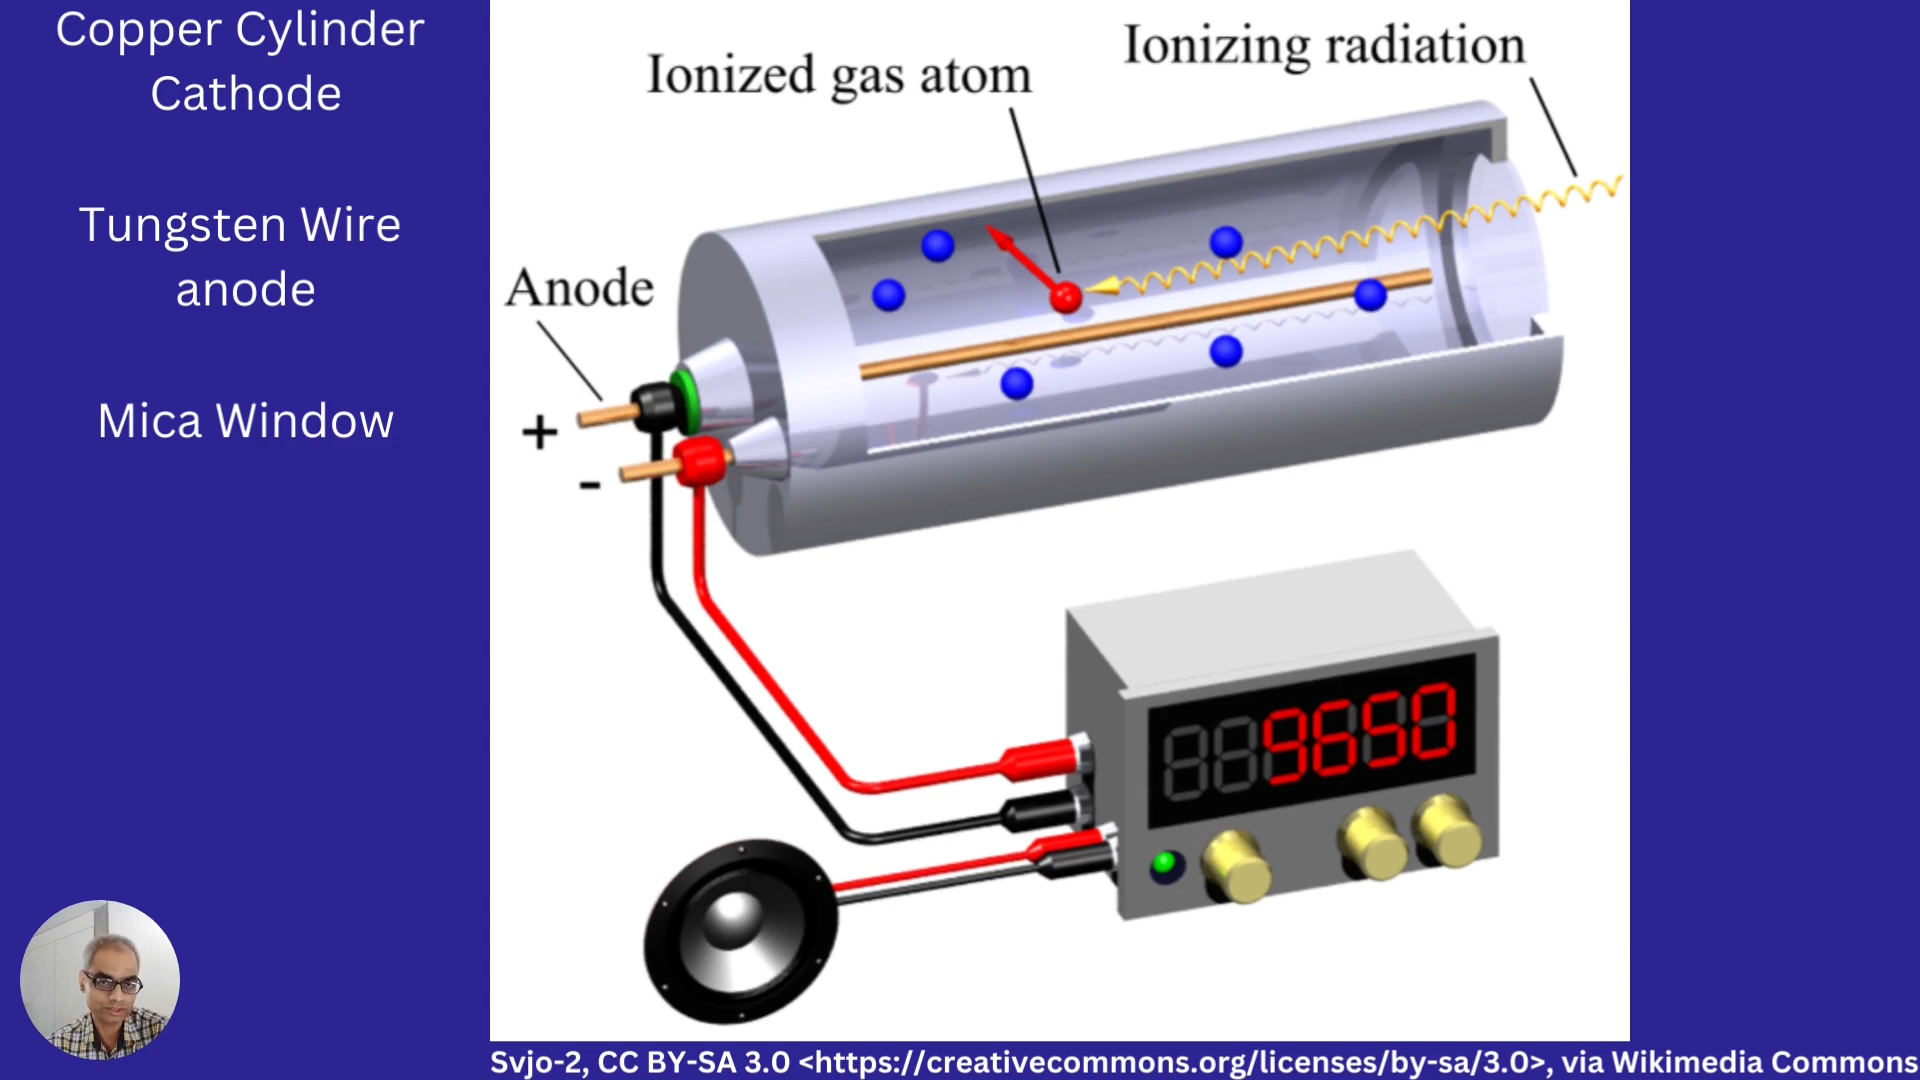 Copper Cylinder
Cathode
Tungsten Wire
anode
Mica Window
Ionized gas atom
Ionizing radiation
Anode
+
-
9650
Svjo-2, CC BY-SA 3.0 <https://creativecommons.org/licenses/by-sa/3.0>, via Wikimedia Commons